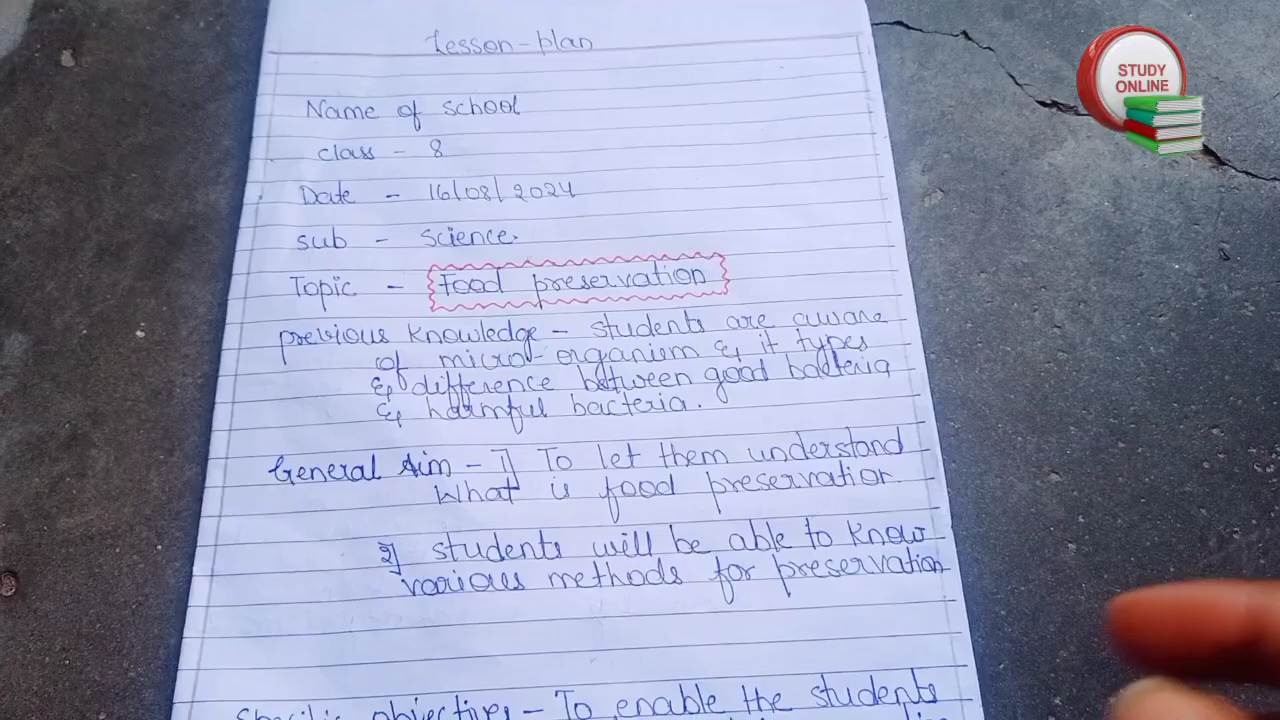 Lesson-plan
STUDY
ONLINE
Name of school
class - 8
Date - 16/08/2024
sub - science.
Topic - Food preservation
previous knowledge - students are aware
of micro-organism & it types
& difference between good bacteria
& harmful bacteria.
General Aim - 1] To let them understand
What is food preservation.
2] students will be able to know
various methods for preservation
Specific objectives - To enable the students